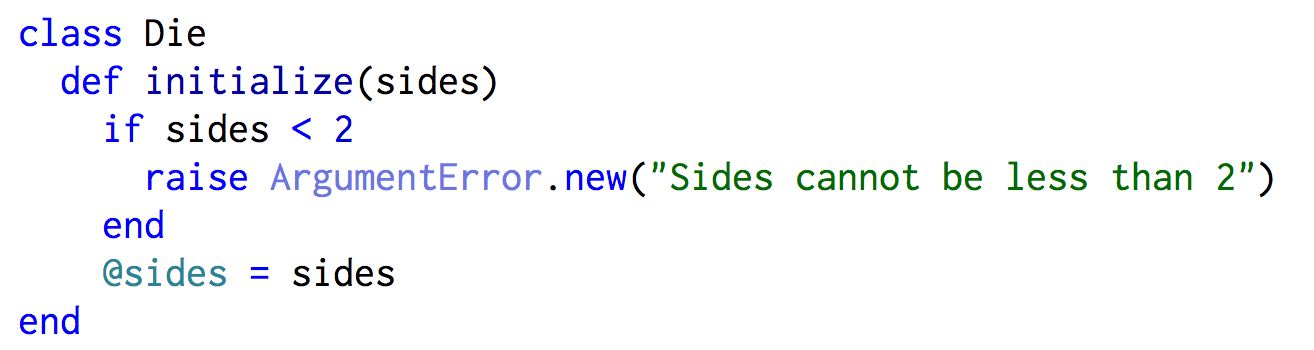 class Die
  def initialize(sides)
    if sides < 2
      raise ArgumentError.new("Sides cannot be less than 2")
    end
    @sides = sides
end